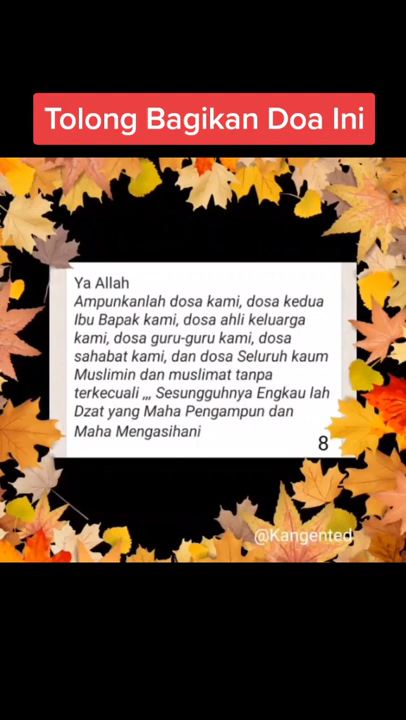 Tolong Bagikan Doa Ini
Ya Allah
Ampunkanlah dosa kami, dosa kedua
Ibu Bapak kami, dosa ahli keluarga
kami, dosa guru-guru kami, dosa
sahabat kami, dan dosa Seluruh kaum
Muslimin dan muslimat tanpa
terkecuali ,,, Sesungguhnya Engkau lah
Dzat yang Maha Pengampun dan
Maha Mengasihani
8
@Kangented